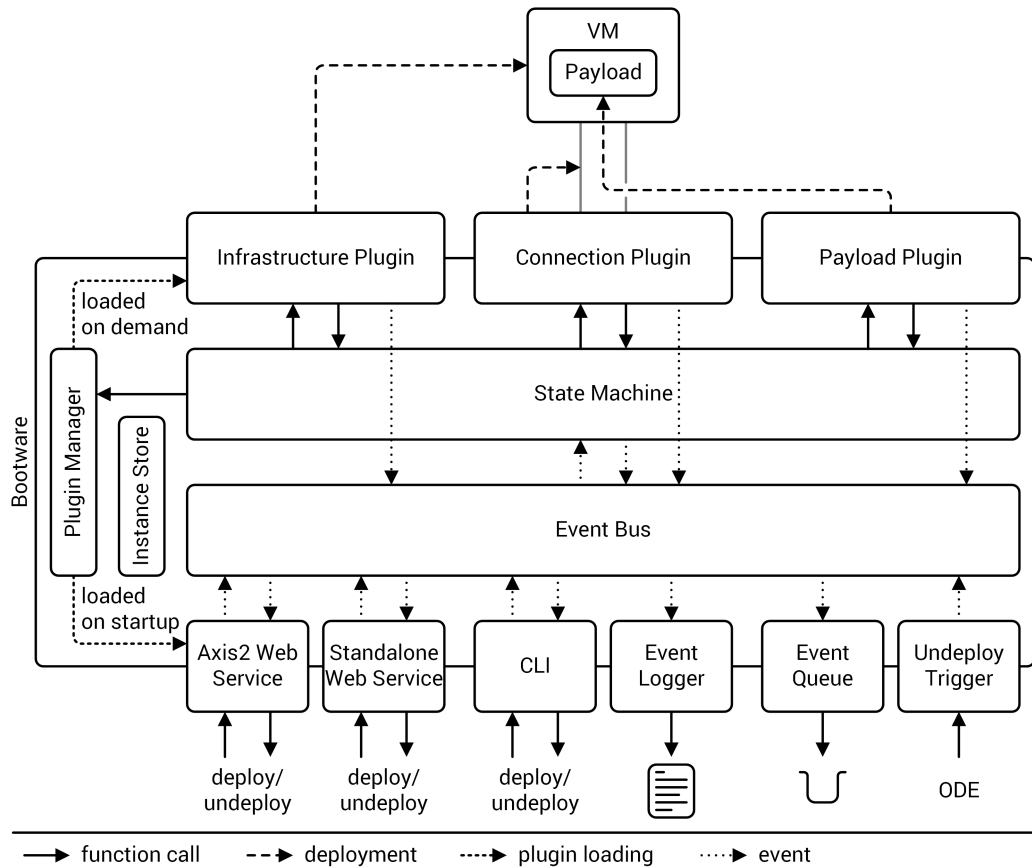 VM
Payload
Infrastructure Plugin
Connection Plugin
Payload Plugin
loaded
on demand
State Machine
Bootware
Plugin Manager
Instance Store
Event Bus
loaded
on startup
Axis2 Web
Service
Standalone
Web Service
CLI
Event
Logger
Event
Queue
Undeploy
Trigger
deploy/
undeploy
deploy/
undeploy
deploy/
undeploy
ODE
function call
deployment
plugin loading
event